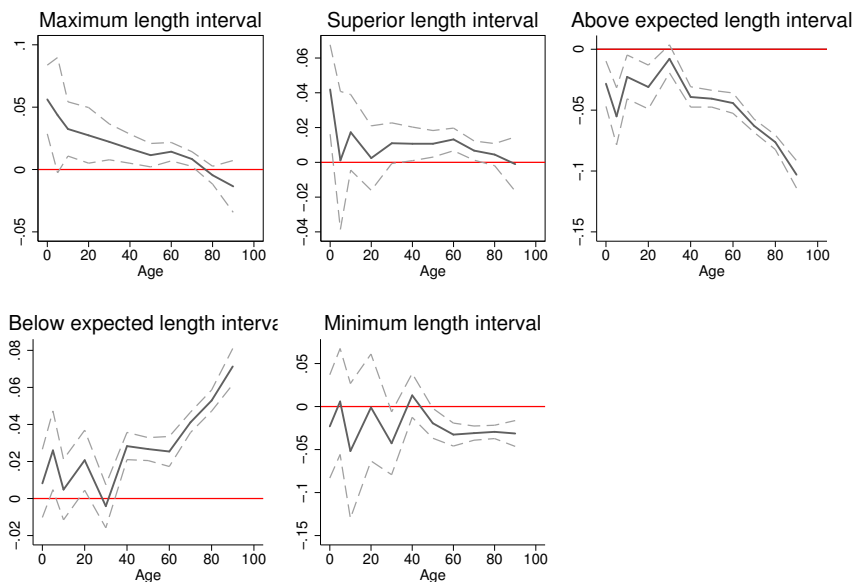 Maximum length interval
.1
.05
0
−.05
0 20 40 60 80 100
Age
Superior length interval
.06
.04
.02
0
−.02
−.04
0 20 40 60 80 100
Age
Above expected length interval
0
−.05
−.1
−.15
0 20 40 60 80 100
Age
Below expected length interva
.08
.06
.04
.02
0
−.02
0 20 40 60 80 100
Age
Minimum length interval
.05
0
−.05
−.1
−.15
0 20 40 60 80 100
Age